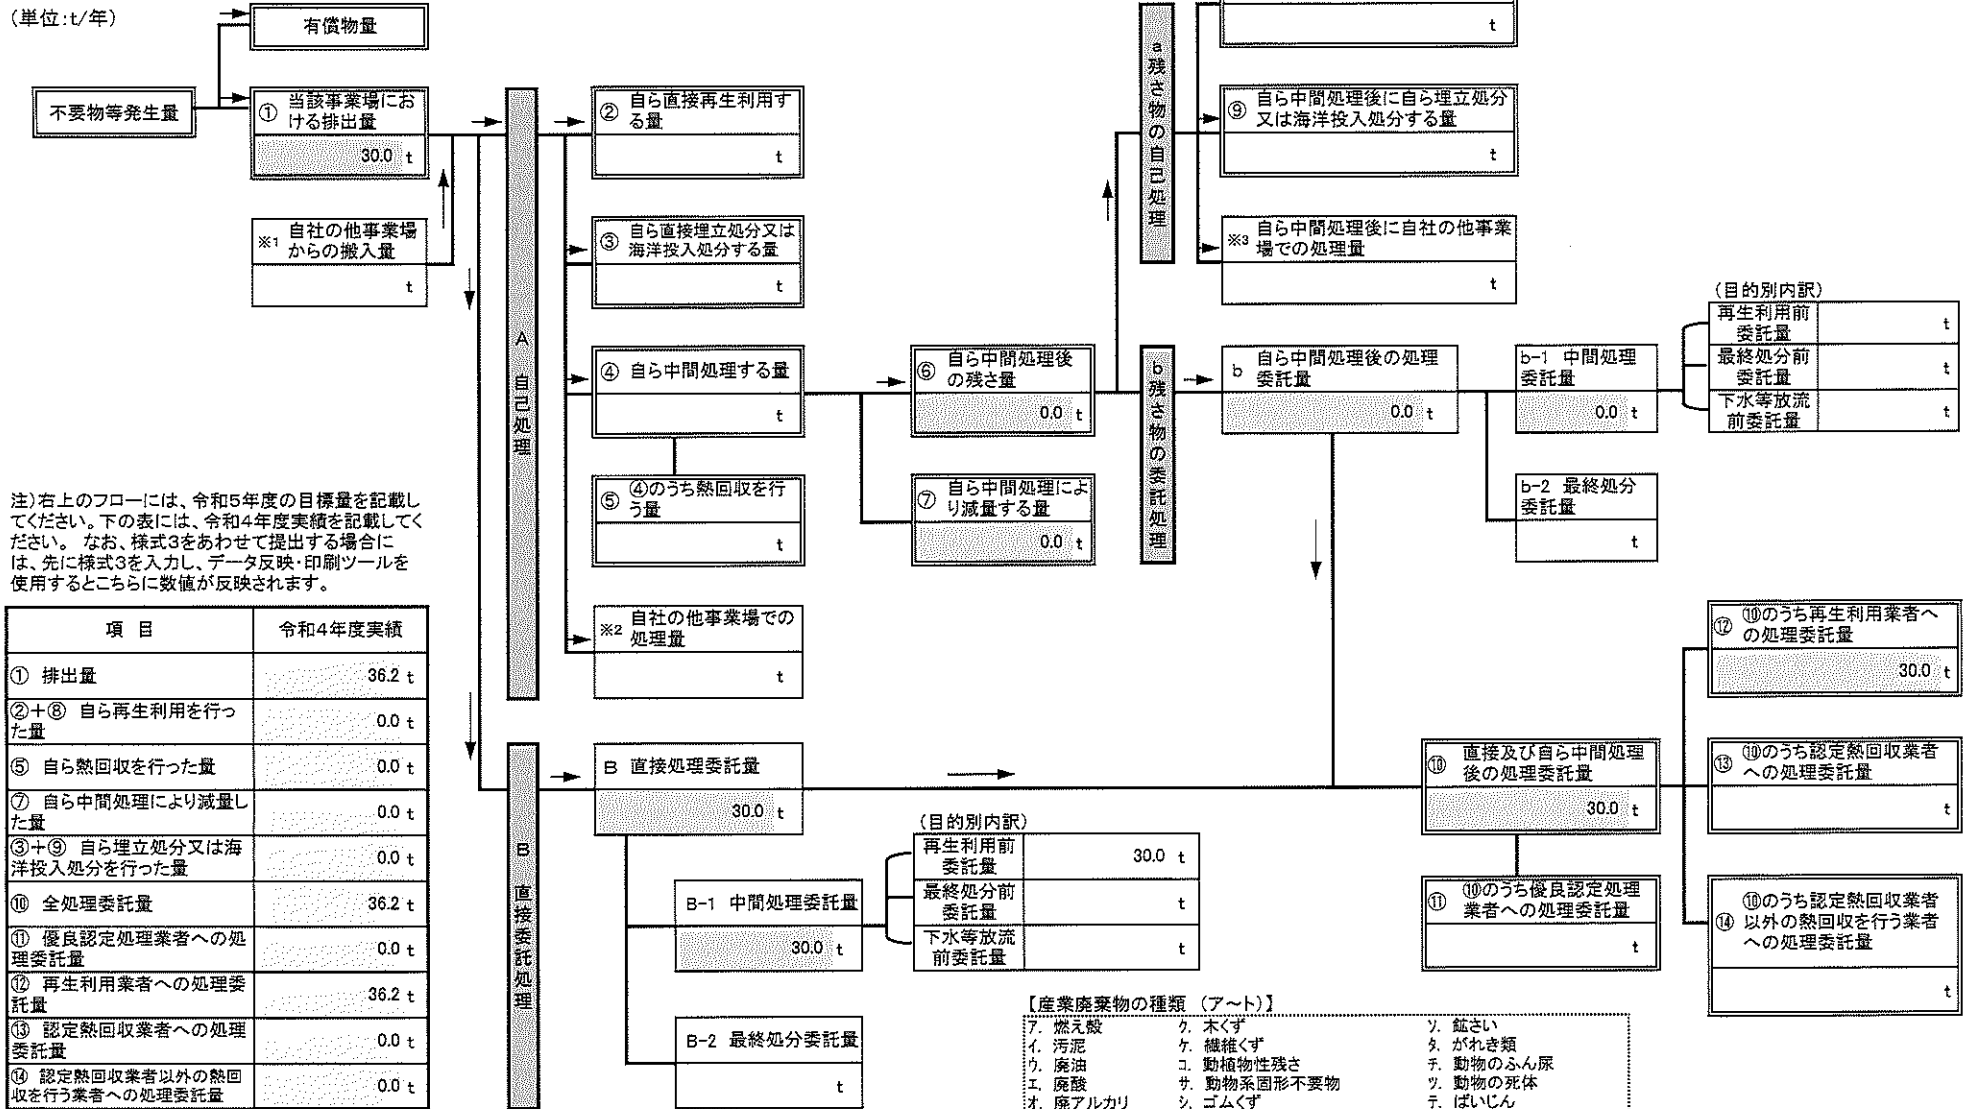 (単位:t/年)
有償物量
不要物等発生量
① 当該事業場にお
ける排出量
30.0 t
※1 自社の他事業場
からの搬入量
t
A 自己処理
② 自ら直接再生利用す
る量
t
③ 自ら直接埋立処分又は
海洋投入処分する量
t
④ 自ら中間処理する量
t
⑤ ④のうち熱回収を行
う量
t
※2 自社の他事業場での
処理量
t
⑥ 自ら中間処理後
の残さ量
0.0 t
⑦ 自ら中間処理によ
り減量する量
0.0 t
a 残さ物の自己処理
t
⑨ 自ら中間処理後に自ら埋立処分
又は海洋投入処分する量
t
※3 自ら中間処理後に自社の他事業
場での処理量
t
b 残さ物の委託処理
b 自ら中間処理後の処理
委託量
0.0 t
b-1 中間処理
委託量
0.0 t
b-2 最終処分
委託量
t
(目的別内訳)
再生利用前
委託量
t
最終処分前
委託量
t
下水等放流
前委託量
t
注)右上のフローには、令和5年度の目標量を記載し
てください。下の表には、令和4年度実績を記載してく
ださい。 なお、様式3をあわせて提出する場合に
は、先に様式3を入力し、データ反映・印刷ツールを
使用するとこちらに数値が反映されます。
項 目 令和4年度実績
① 排出量 36.2 t
②+⑧ 自ら再生利用を行っ
た量 0.0 t
⑤ 自ら熱回収を行った量 0.0 t
⑦ 自ら中間処理により減量し
た量 0.0 t
③+⑨ 自ら埋立処分又は海
洋投入処分を行った量 0.0 t
⑩ 全処理委託量 36.2 t
⑪ 優良認定処理業者への処
理委託量 0.0 t
⑫ 再生利用業者への処理委
託量 36.2 t
⑬ 認定熱回収業者への処理
委託量 0.0 t
⑭ 認定熱回収業者以外の熱回
収を行う業者への処理委託量 0.0 t
B 直接委託処理
B 直接処理委託量
30.0 t
B-1 中間処理委託量
30.0 t
B-2 最終処分委託量
t
(目的別内訳)
再生利用前
委託量
30.0 t
最終処分前
委託量
t
下水等放流
前委託量
t
⑩ 直接及び自ら中間処理
後の処理委託量
30.0 t
⑪ ⑩のうち優良認定処理
業者への処理委託量
t
⑫ ⑩のうち再生利用業者へ
の処理委託量
30.0 t
⑬ ⑩のうち認定熱回収業者
への処理委託量
t
⑭ ⑩のうち認定熱回収業者
以外の熱回収を行う業者
への処理委託量
t
【産業廃棄物の種類 (ア~ト)】
ア. 燃え殻 ク. 木くず ソ. 鉱さい
イ. 汚泥 ケ. 繊維くず タ. がれき類
ウ. 廃油 コ. 動植物性残さ チ. 動物のふん尿
エ. 廃酸 サ. 動物系固形不要物 ツ. 動物の死体
オ. 廃アルカリ シ. ゴムくず テ. ばいじん